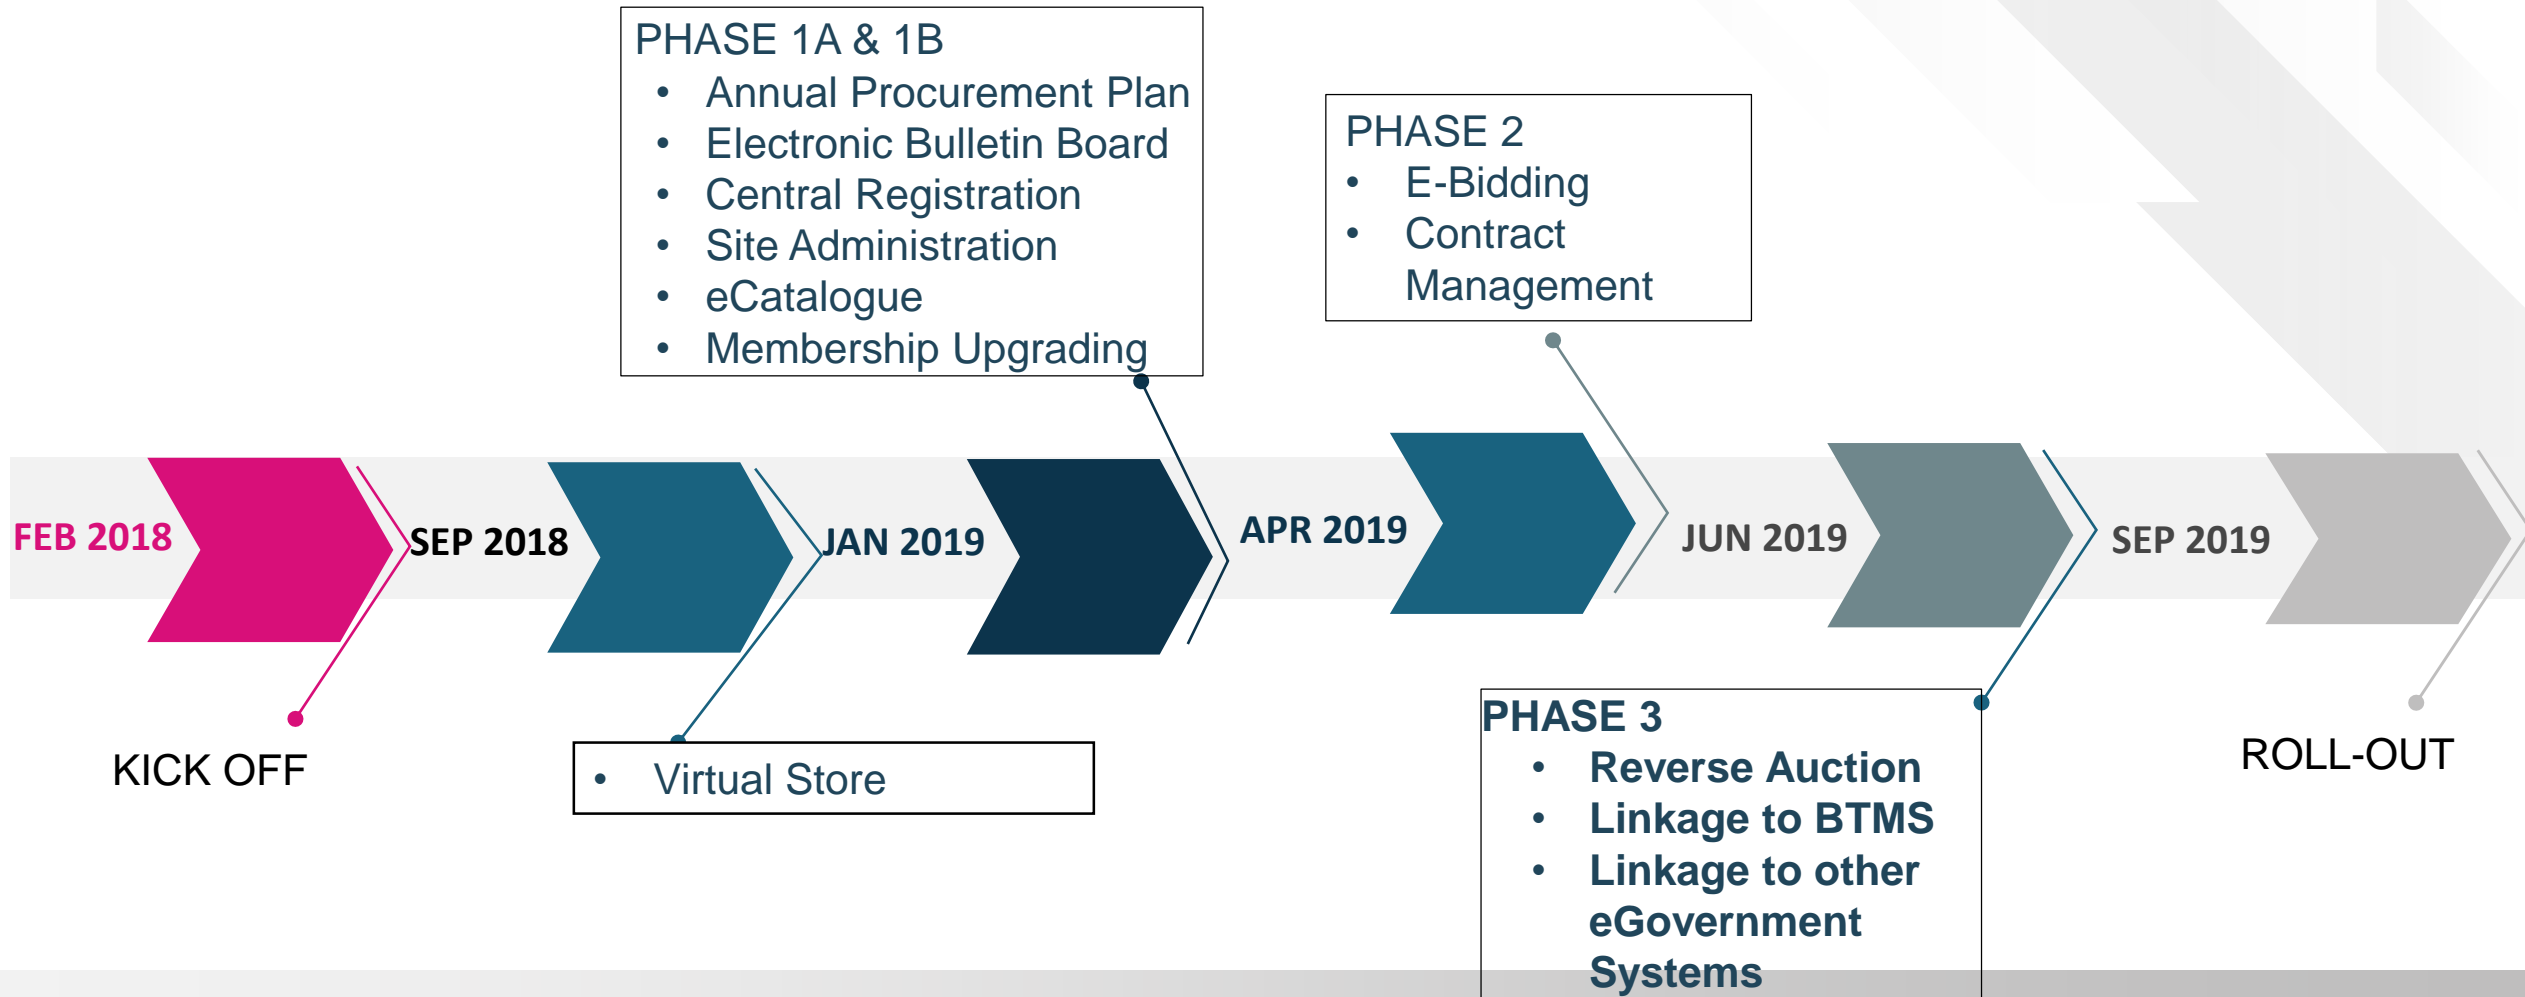 PHASE 1A & 1B
• Annual Procurement Plan
• Electronic Bulletin Board
• Central Registration
• Site Administration
• eCatalogue
• Membership Upgrading
PHASE 2
• E-Bidding
• Contract
Management
FEB 2018
SEP 2018
JAN 2019
APR 2019
JUN 2019
SEP 2019
KICK OFF
• Virtual Store
PHASE 3
• Reverse Auction
• Linkage to BTMS
• Linkage to other
eGovernment
Systems
ROLL-OUT